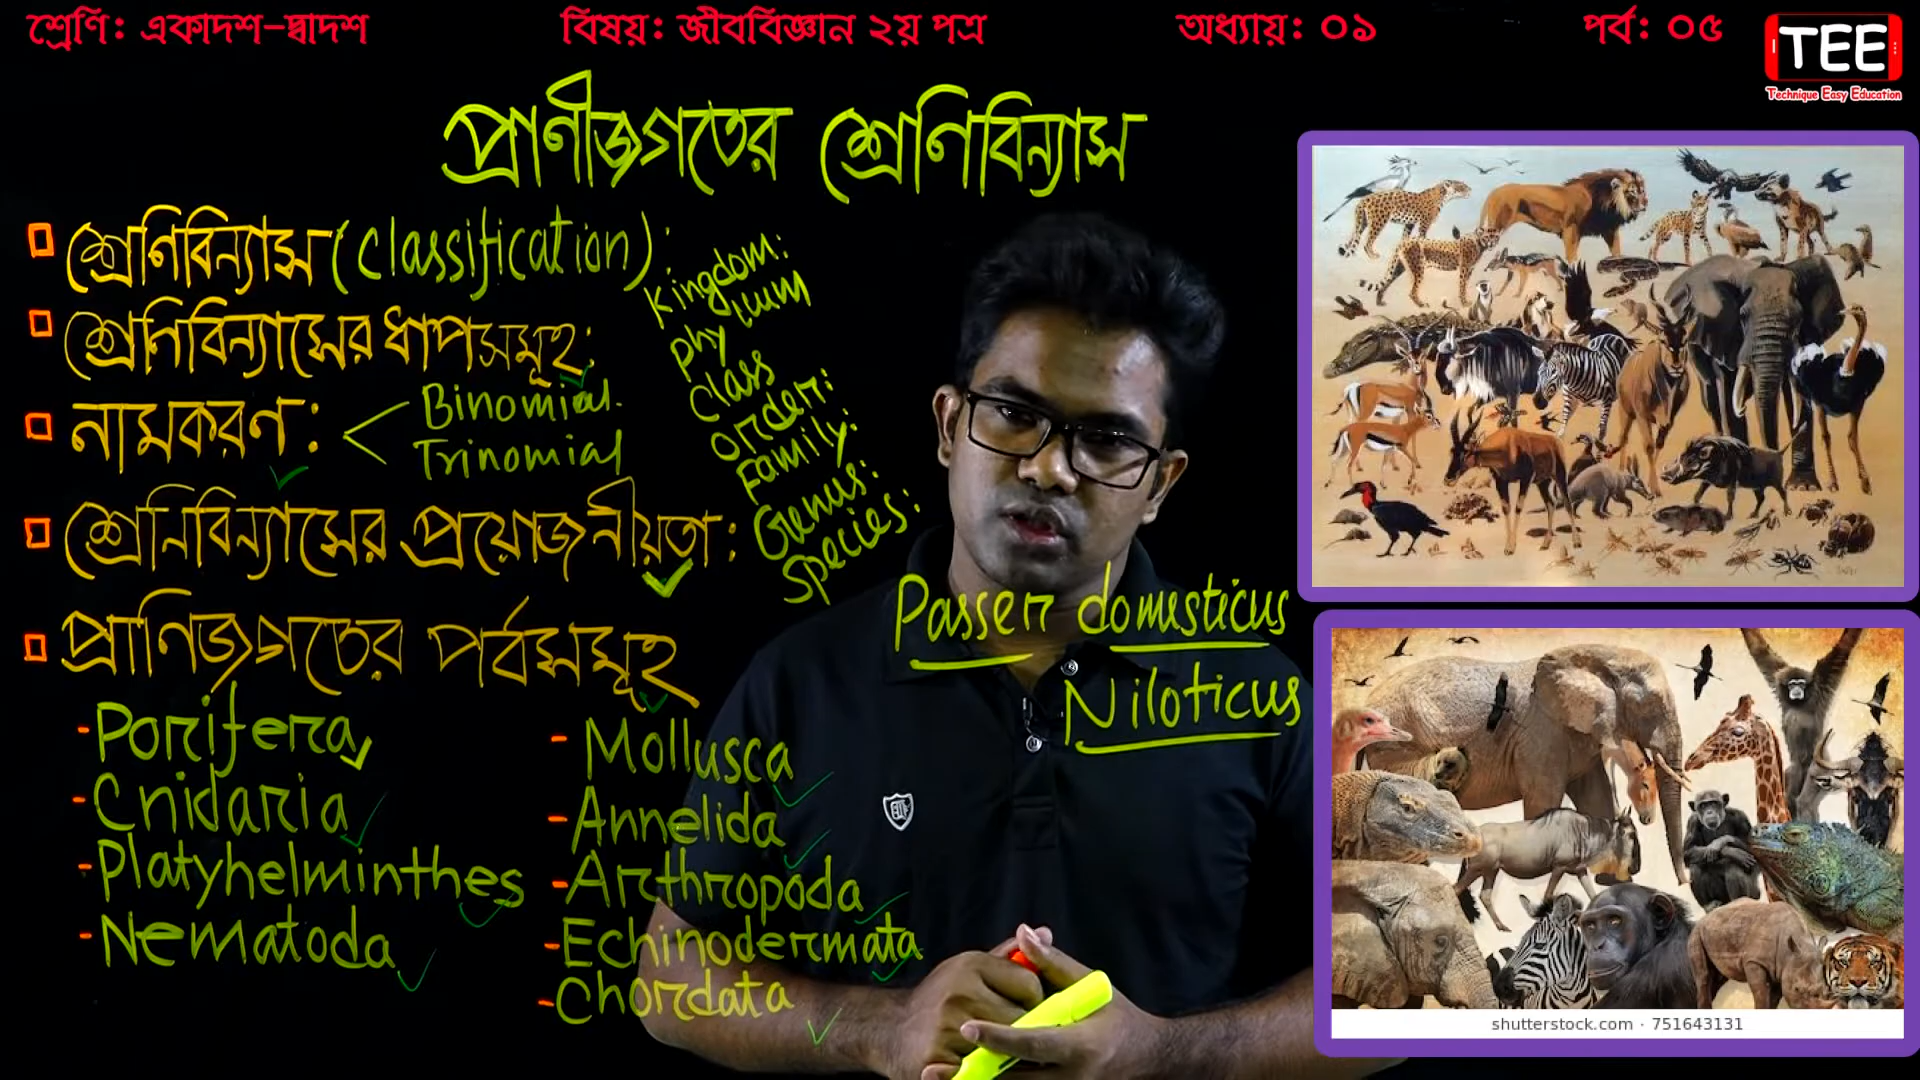 শ্রেণি: একাদশ-দ্বাদশ বিষয়: জীববিজ্ঞান ২য় পত্র অধ্যায়: ০১ পর্ব: ০৫
TEE
Technique Easy Education
প্রাণীজগতের শ্রেণিবিন্যাস
শ্রেণিবিন্যাস (classification):
শ্রেণিবিন্যাসের ধাপসমূহ:
নামকরণ: Binomial.
Trinomial
শ্রেনিবিন্যাসের প্রয়োজনীয়তা:
প্রাণিজগতের পর্বসমূহ
- Porifera
- Cnidaria
- Platyhelminthes
- Nematoda
- Mollusca
- Annelida
- Arthropoda
- Echinodermata
- Chordata
Kingdom:
Phylum
Class
order:
Family:
Genus:
Species:
Passer domesticus
Niloticus
shutterstock.com · 751643131